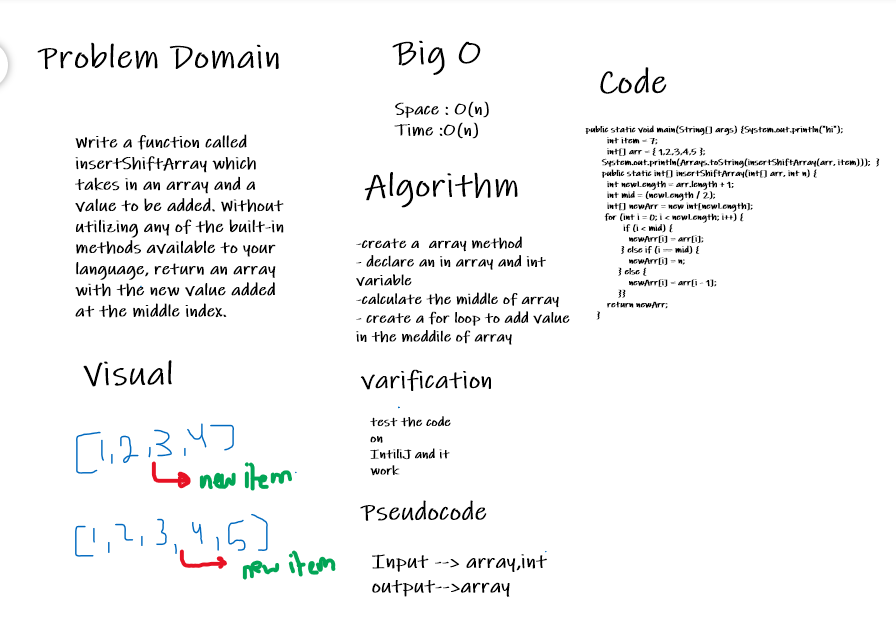 Problem Domain
Write a function called
insertShiftArray which
takes in an array and a
value to be added. Without
utilizing any of the built-in
methods available to your
language, return an array
with the new value added
at the middle index.
Visual
[1,2,3,4]
new item
[1,2,3,4,5]
new item
Big O
Space : O(n)
Time :O(n)
Algorithm
-create a array method
- declare an in array and int
variable
-calculate the middle of array
- create a for loop to add value
in the meddile of array
varification
test the code
on
IntiliJ and it
work
Pseudocode
Input --> array,int
output-->array
Code
public static void main(String[] args) {System.out.println("hi");
int item = 7;
int[] arr = { 1,2,3,4,5 };
System.out.println(Arrays.toString(insertShiftArray(arr, item))); }
public static int[] insertShiftArray(int[] arr, int n) {
int newLength = arr.length + 1;
int mid = (newLength / 2);
int[] newArr = new int[newLength];
for (int i = 0; i < newLength; i++) {
if (i < mid) {
newArr[i] = arr[i];
} else if (i == mid) {
newArr[i] = n;
} else {
newArr[i] = arr[i - 1];
}}
return newArr;
}